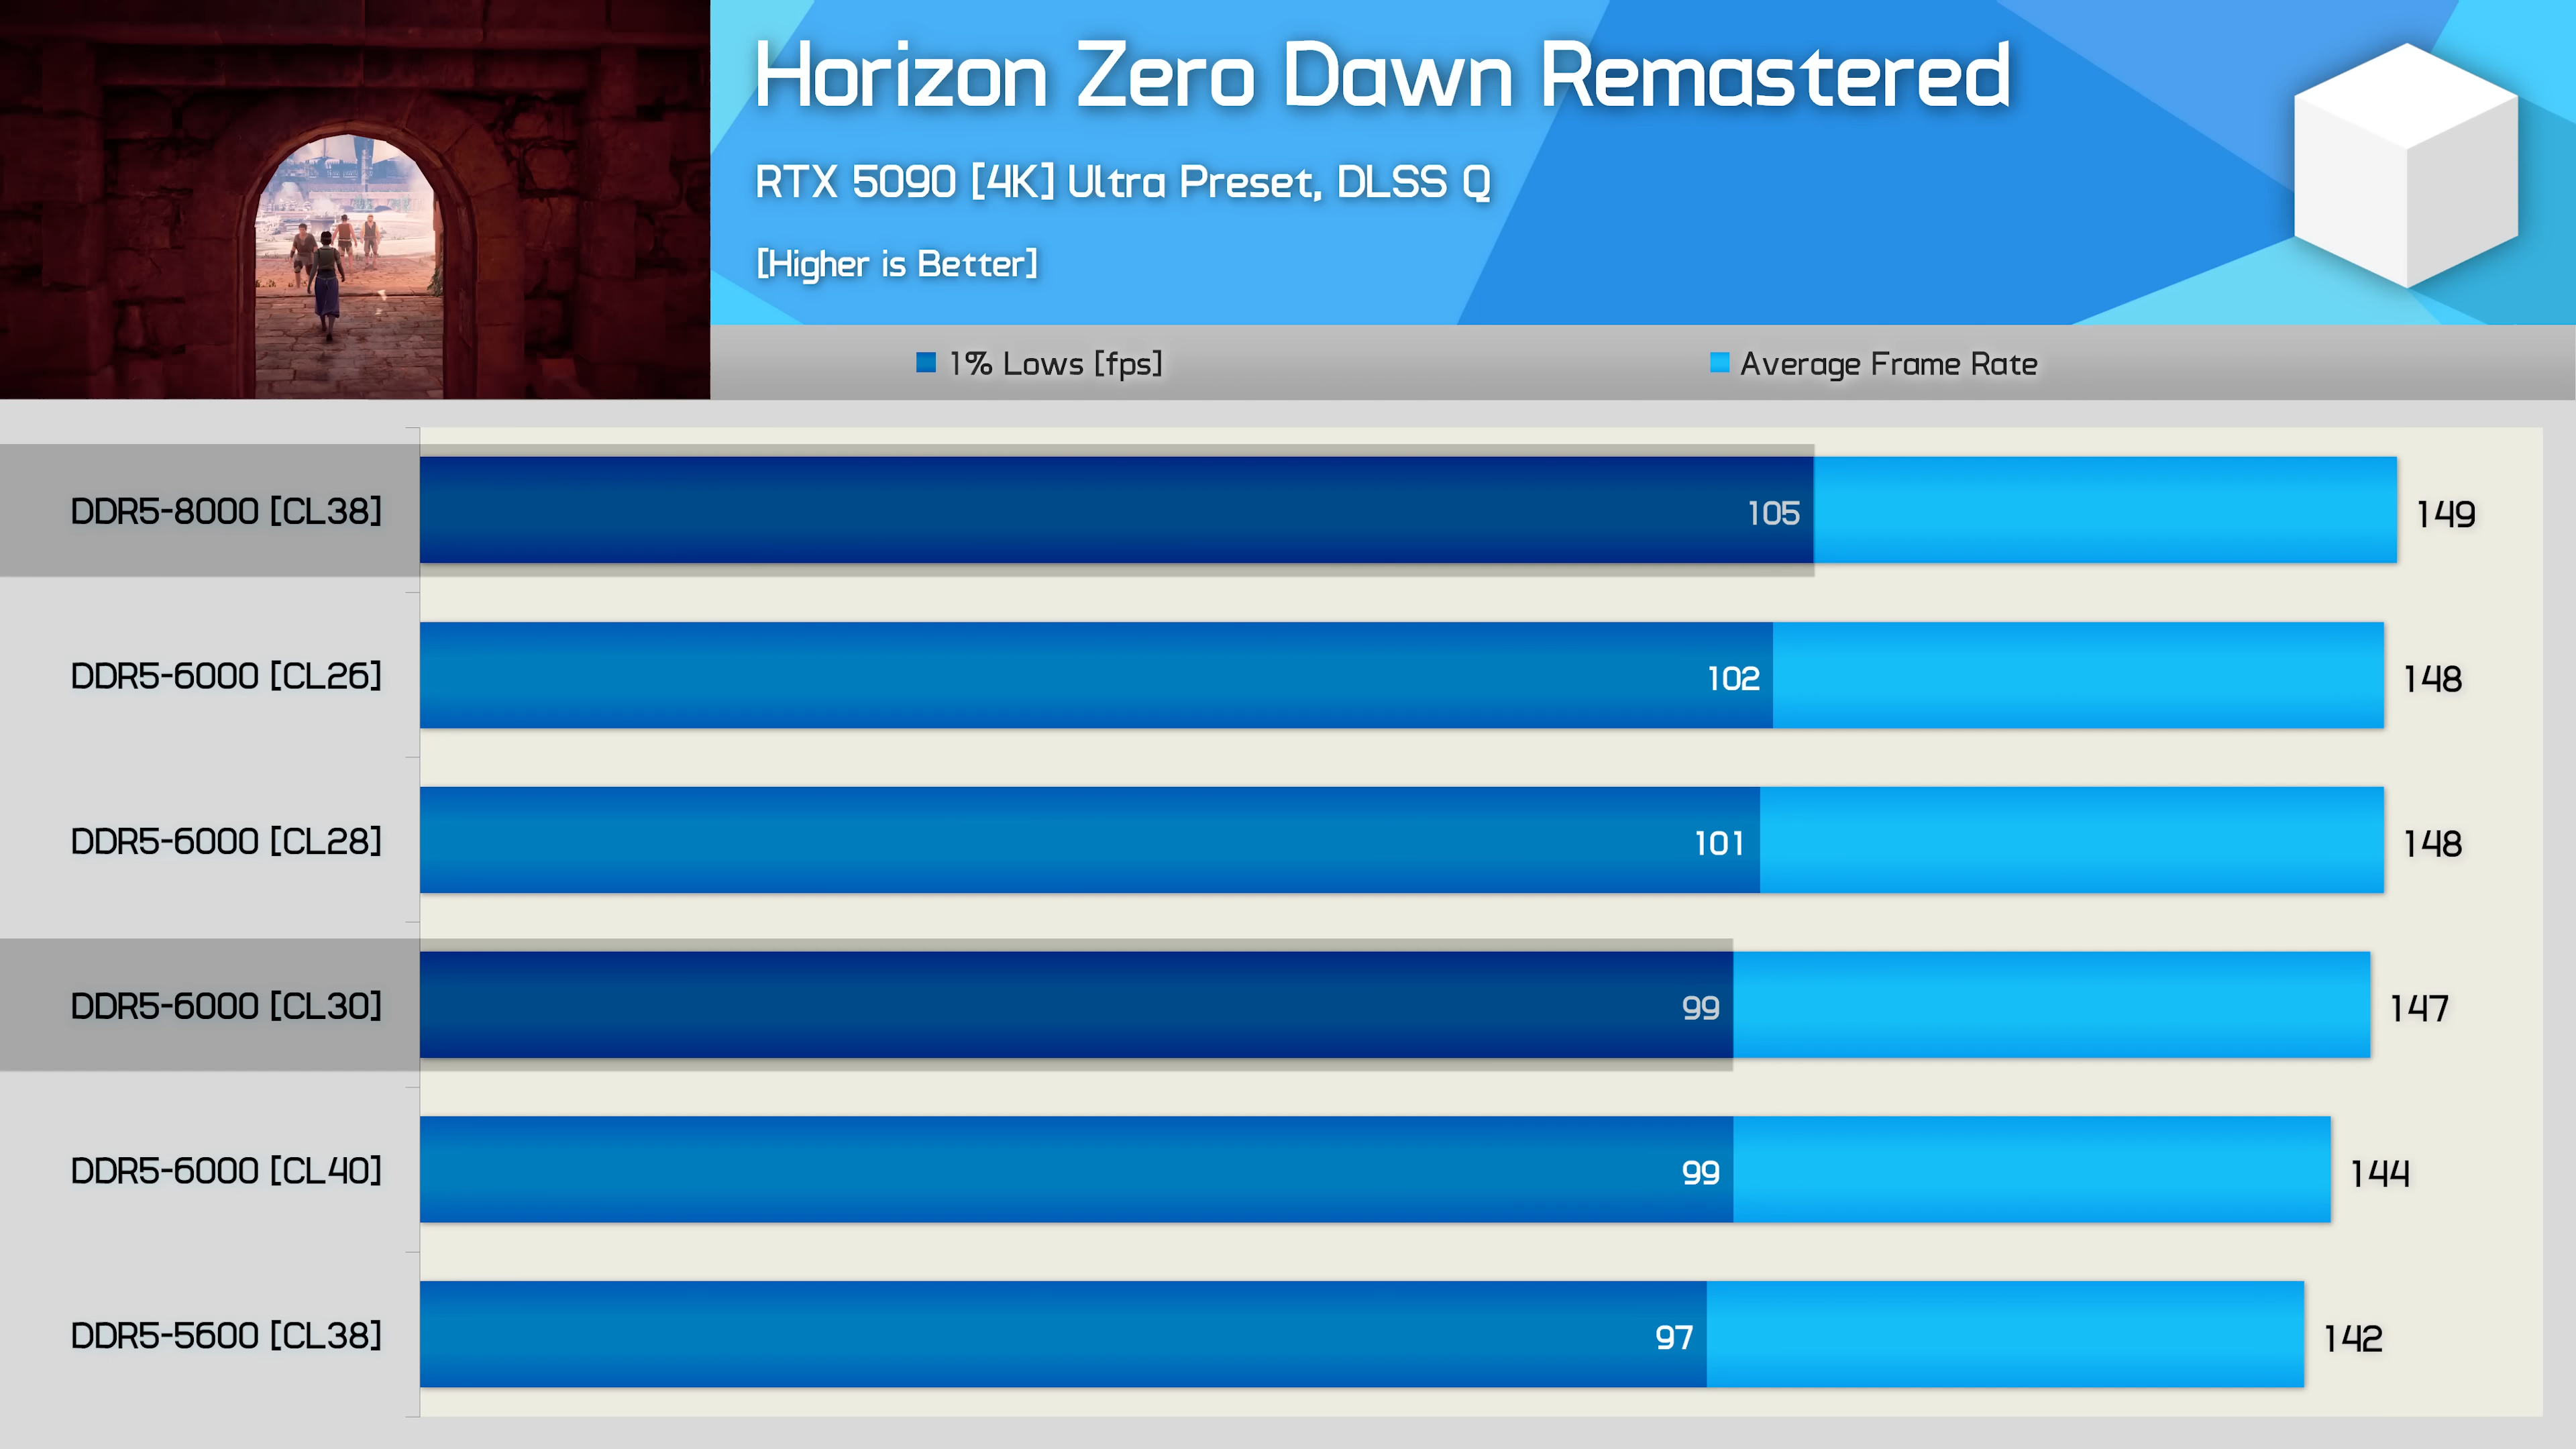 Horizon Zero Dawn Remastered
RTX 5090 [4K] Ultra Preset, DLSS Q
[Higher is Better]
1% Lows [fps] Average Frame Rate
DDR5-8000 [CL38] 105 149
DDR5-6000 [CL26] 102 148
DDR5-6000 [CL28] 101 148
DDR5-6000 [CL30] 99 147
DDR5-6000 [CL40] 99 144
DDR5-5600 [CL38] 97 142